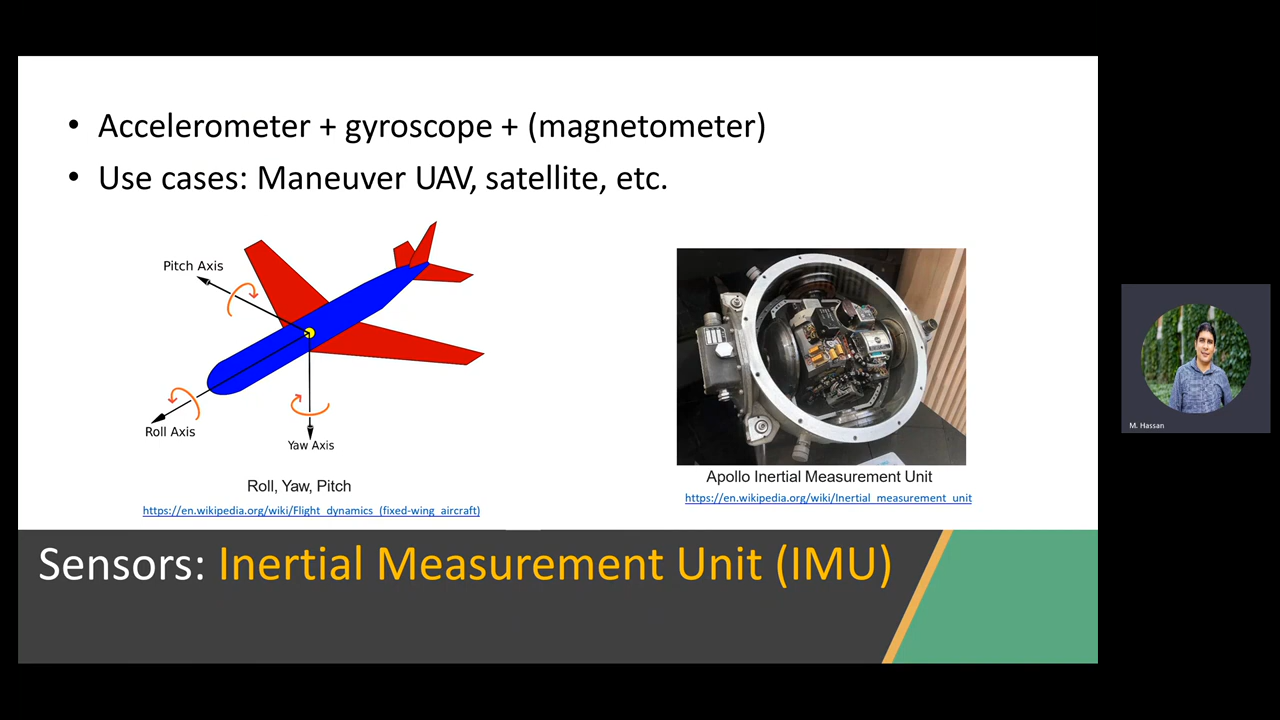 • Accelerometer + gyroscope + (magnetometer)
• Use cases: Maneuver UAV, satellite, etc.
Pitch Axis
Roll Axis
Yaw Axis
Roll, Yaw, Pitch
https://en.wikipedia.org/wiki/Flight_dynamics_(fixed-wing_aircraft)
Apollo Inertial Measurement Unit
https://en.wikipedia.org/wiki/Inertial_measurement_unit
Sensors: Inertial Measurement Unit (IMU)
M. Hassan